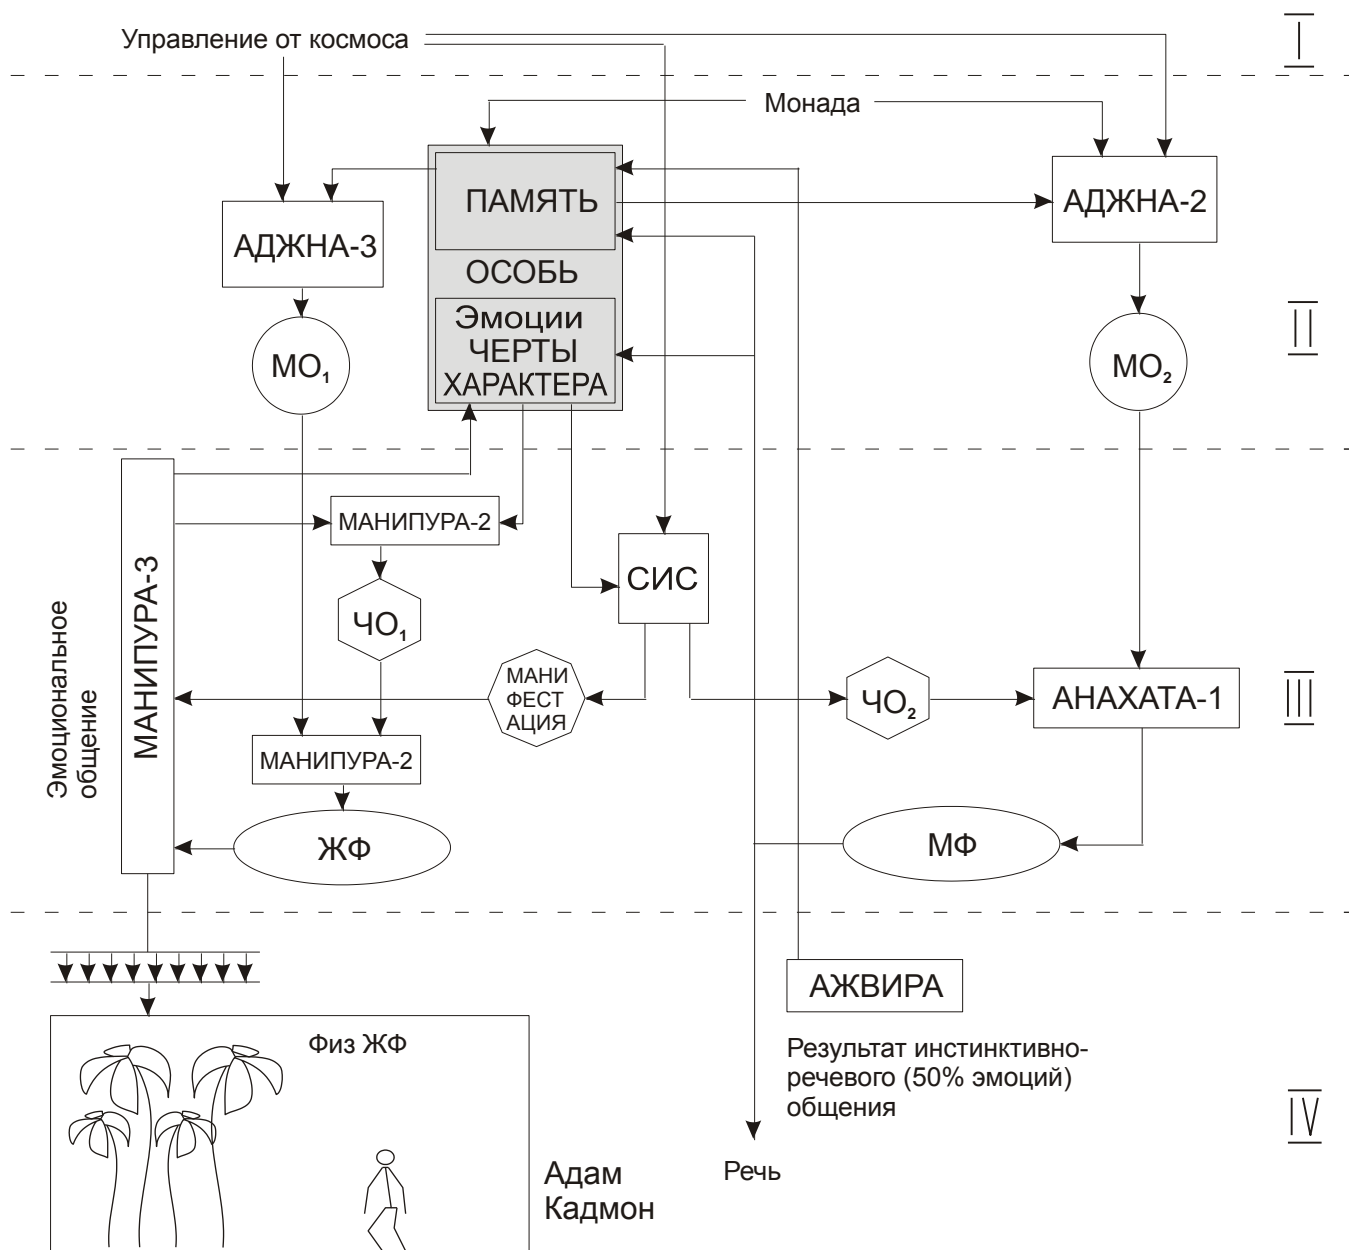 Управление от космоса
I
Монада
ПАМЯТЬ
АДЖНА-2
АДЖНА-3
ОСОБЬ
Эмоции
ЧЕРТЫ
ХАРАКТЕРА
II
МО1
МО2
МАНИПУРА-3
МАНИПУРА-2
СИС
Эмоциональное
общение
ЧО1
МАНИ
ФЕСТ
АЦИЯ
ЧО2
АНАХАТА-1
III
МАНИПУРА-2
ЖФ
МФ
АЖВИРА
Физ ЖФ
Результат инстинктивно-
речевого (50% эмоций)
общения
IV
Речь
Адам
Кадмон